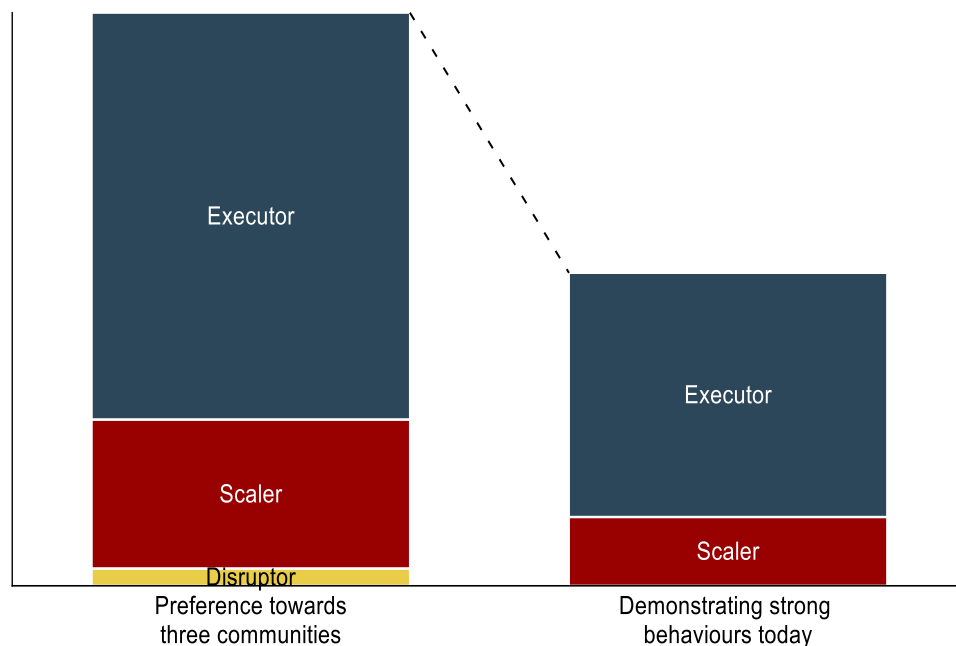 Executor
Executor
Scaler
Scaler
Disruptor
Preference towards
three communities
Demonstrating strong
behaviours today